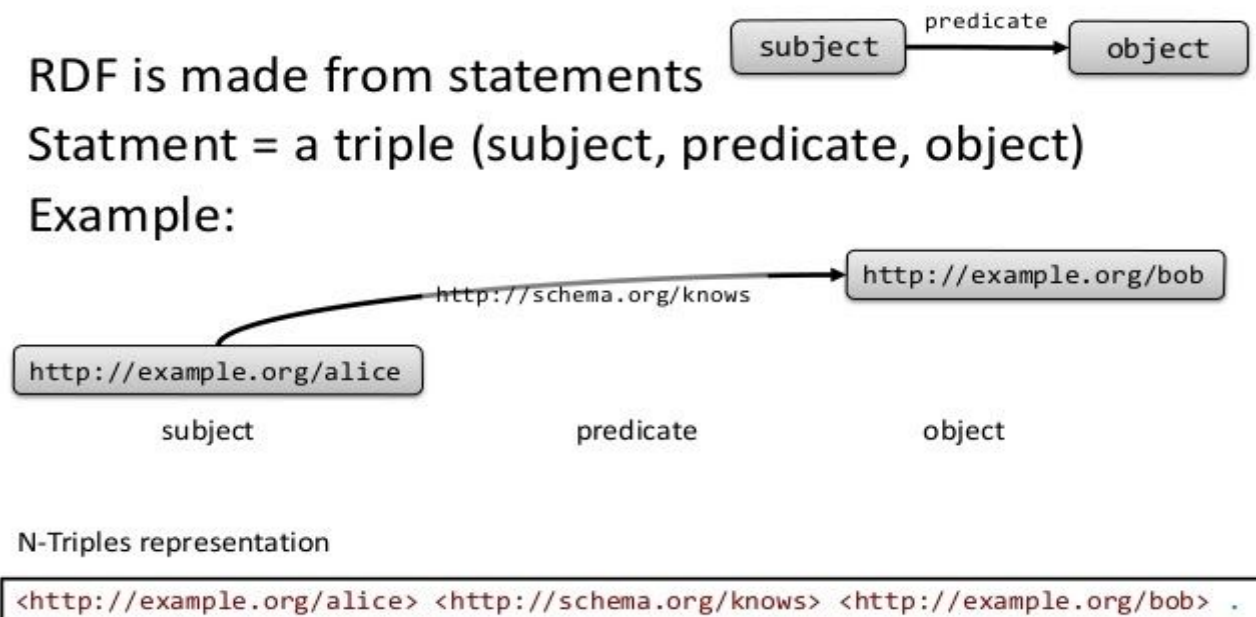 predicate
subject
object
RDF is made from statements
Statment = a triple (subject, predicate, object)
Example:
http://example.org/bob
http://schema.org/knows
http://example.org/alice
subject predicate object
N-Triples representation
<http://example.org/alice> <http://schema.org/knows> <http://example.org/bob> .